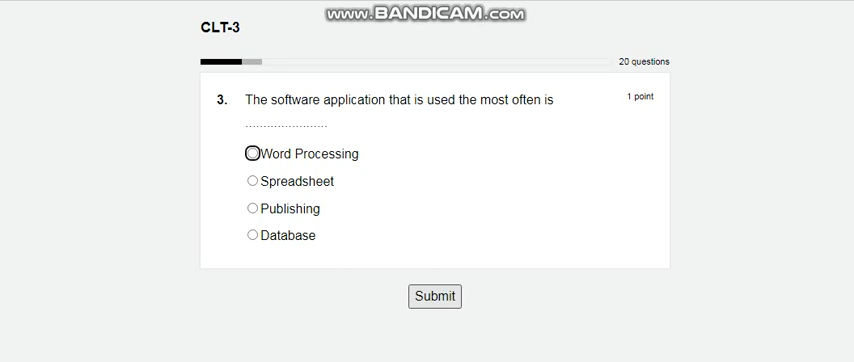 www.BANDICAM.com
CLT-3
20 questions
3. The software application that is used the most often is
1 point
.......................
Word Processing
Spreadsheet
Publishing
Database
Submit